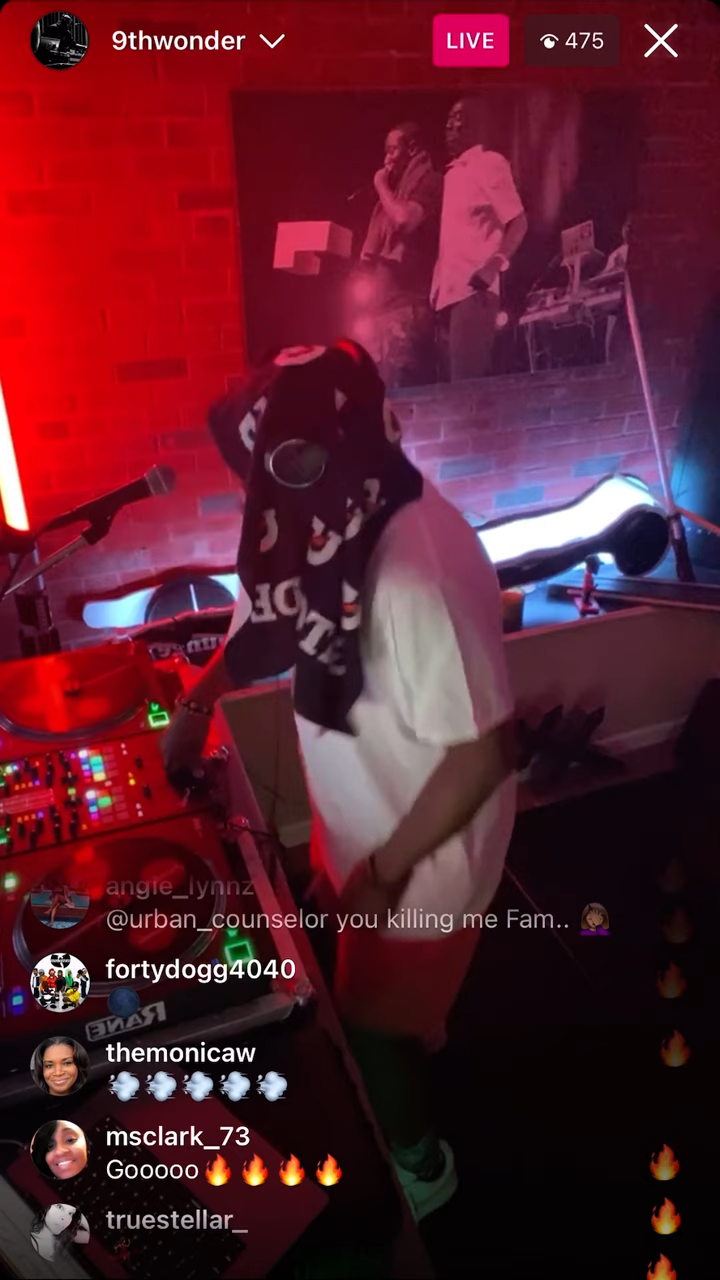 9thwonder
LIVE
475
angie_lynnz
@urban_counselor you killing me Fam..
fortydogg4040
RANE
themonicaw
msclark_73
Gooooo
truestellar_